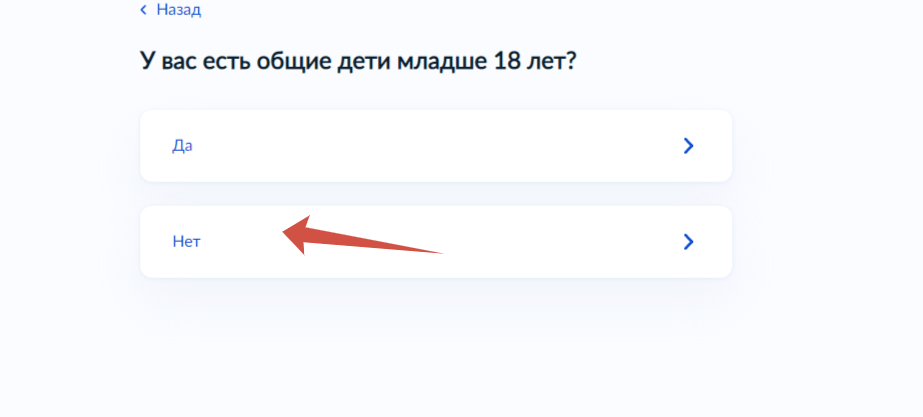 Назад
У вас есть общие дети младше 18 лет?
Да
Нет